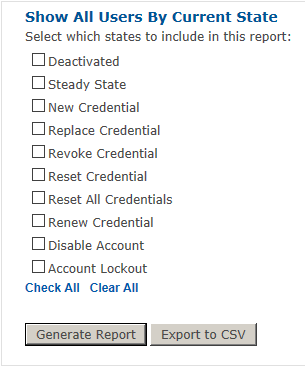 Show All Users By Current State
Select which states to include in this report:
Deactivated
Steady State
New Credential
Replace Credential
Revoke Credential
Reset Credential
Reset All Credentials
Renew Credential
Disable Account
Account Lockout
Check All Clear All
Generate Report Export to CSV